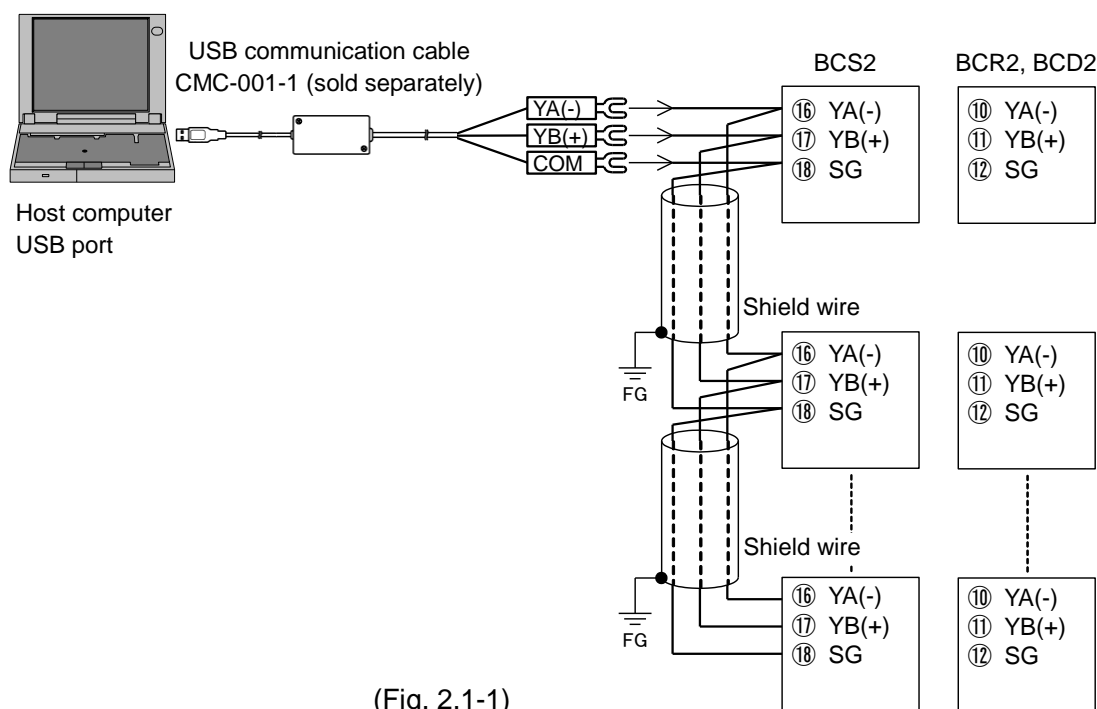 USB communication cable
CMC-001-1 (sold separately)
Host computer
USB port
YA(-)
YB(+)
COM
BCS2
⑯ YA(-)
⑰ YB(+)
⑱ SG
BCR2, BCD2
⑩ YA(-)
⑪ YB(+)
⑫ SG
Shield wire
FG
⑯ YA(-)
⑰ YB(+)
⑱ SG
⑩ YA(-)
⑪ YB(+)
⑫ SG
Shield wire
FG
⑯ YA(-)
⑰ YB(+)
⑱ SG
⑩ YA(-)
⑪ YB(+)
⑫ SG
(Fig. 2.1-1)